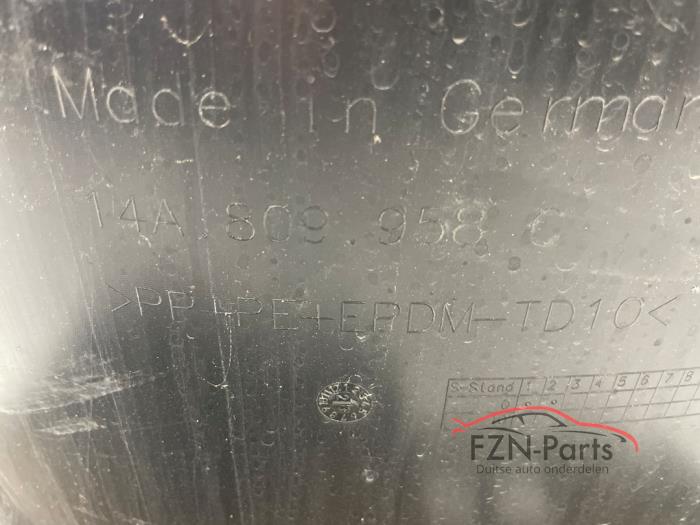 Made in German
14A.809.958.C
>PP+PE+EPDM-TD10<
S-Stand 1 2 3 4 5 6 7 8
0
FZN-Parts
Duitse auto onderdelen